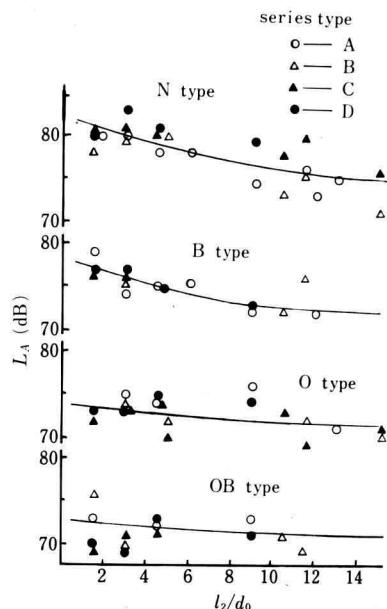 series type
A
B
C
D
N type
80
70
B type
80
70
O type
80
70
OB type
80
70
L_A (dB)
2 4 6 8 10 12 14
l₂/d₀